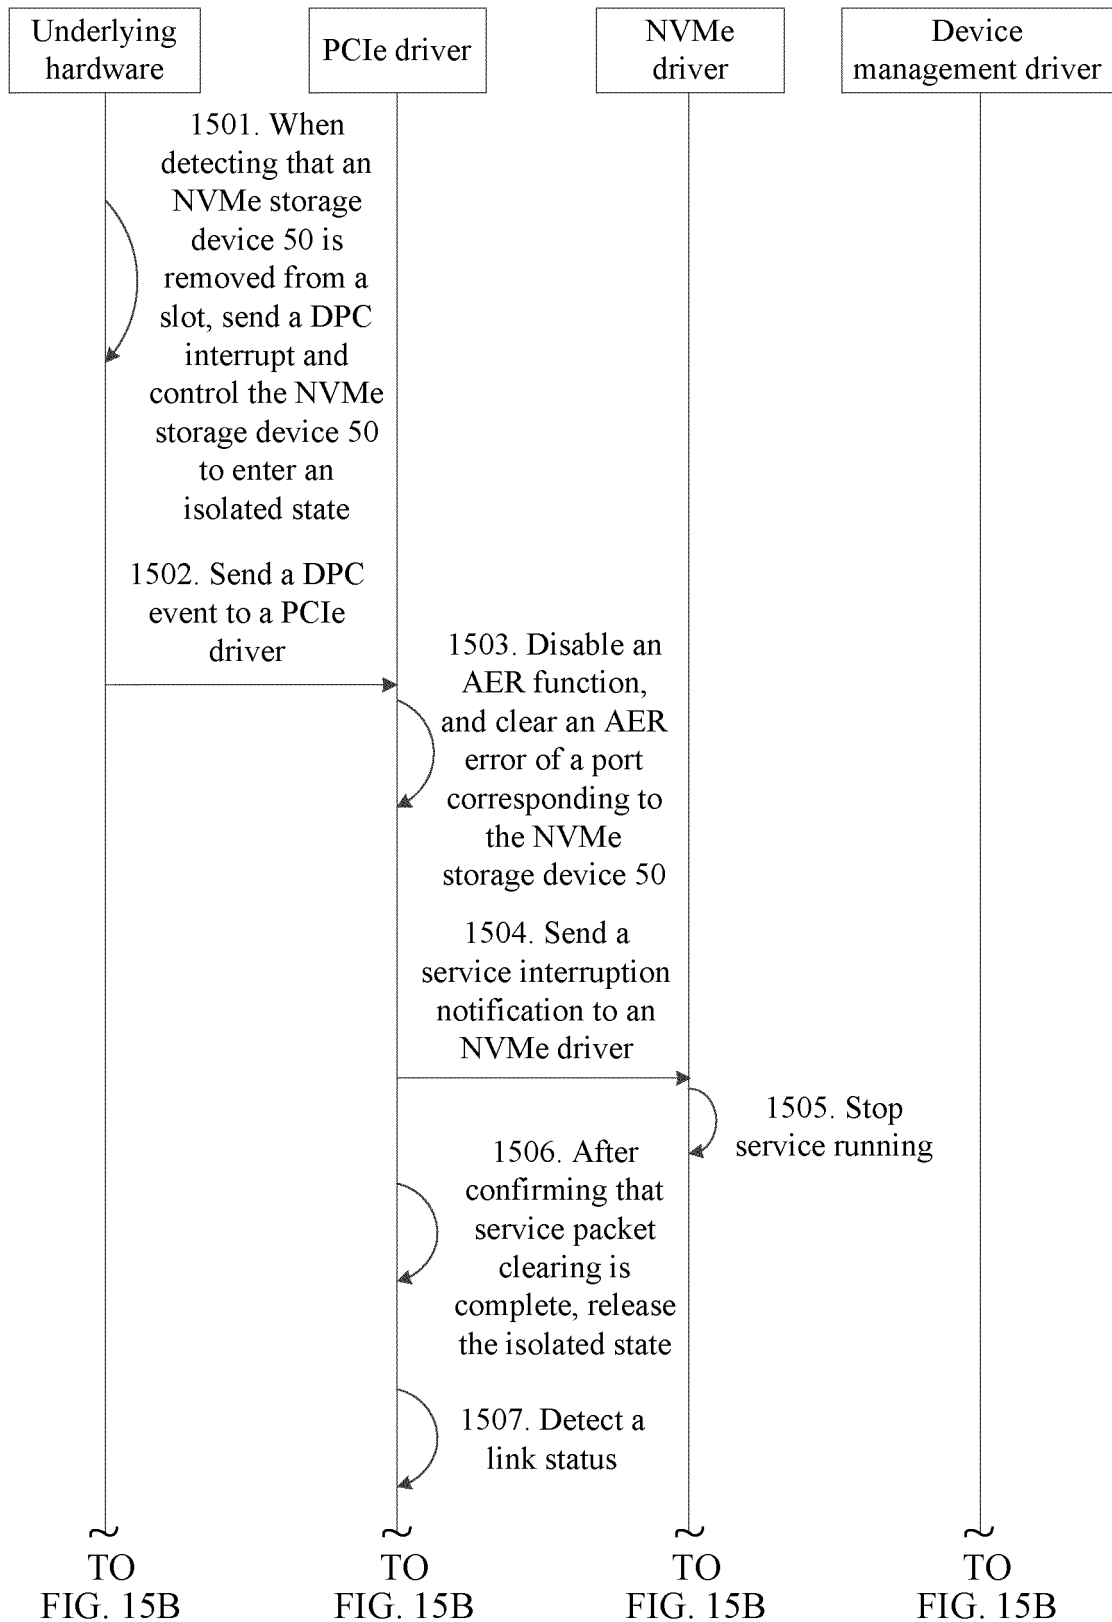 Underlying
hardware
PCIe driver
NVMe
driver
Device
management driver
1501. When
detecting that an
NVMe storage
device 50 is
removed from a
slot, send a DPC
interrupt and
control the NVMe
storage device 50
to enter an
isolated state
1502. Send a DPC
event to a PCIe
driver
1503. Disable an
AER function,
and clear an AER
error of a port
corresponding to
the NVMe
storage device 50
1504. Send a
service interruption
notification to an
NVMe driver
1505. Stop
service running
1506. After
confirming that
service packet
clearing is
complete, release
the isolated state
1507. Detect a
link status
TO
FIG. 15B
TO
FIG. 15B
TO
FIG. 15B
TO
FIG. 15B